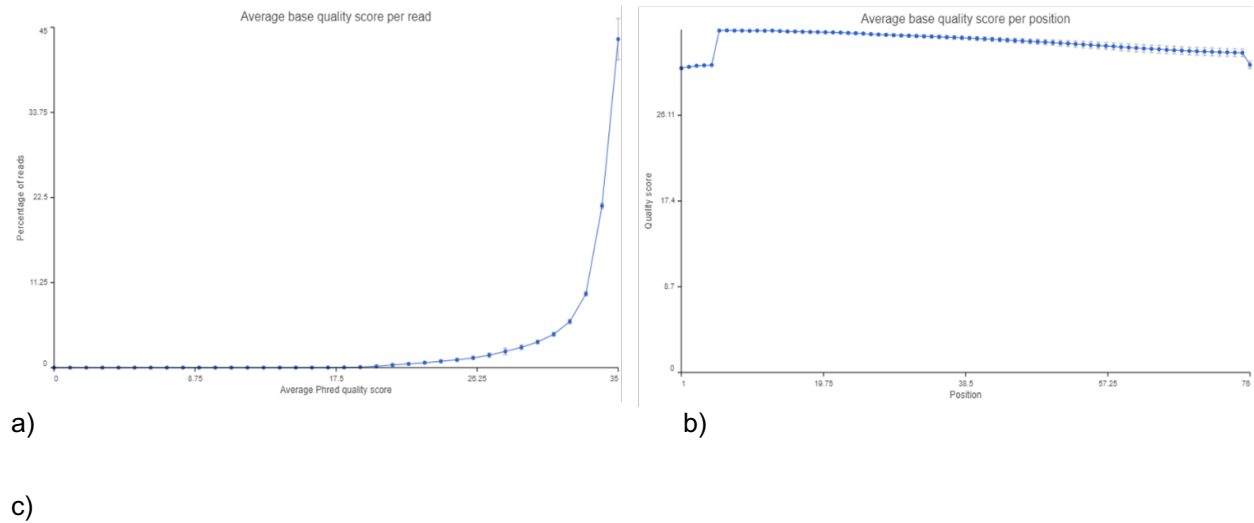 Average base quality score per read
45
33.75
22.5
11.25
0
Percentage of reads
0 8.75 17.5 26.25 35
Average Phred quality score
Average base quality score per position
26.11
17.4
8.7
0
Quality score
1 19.75 38.5 57.25 76
Position
a) b)
c)